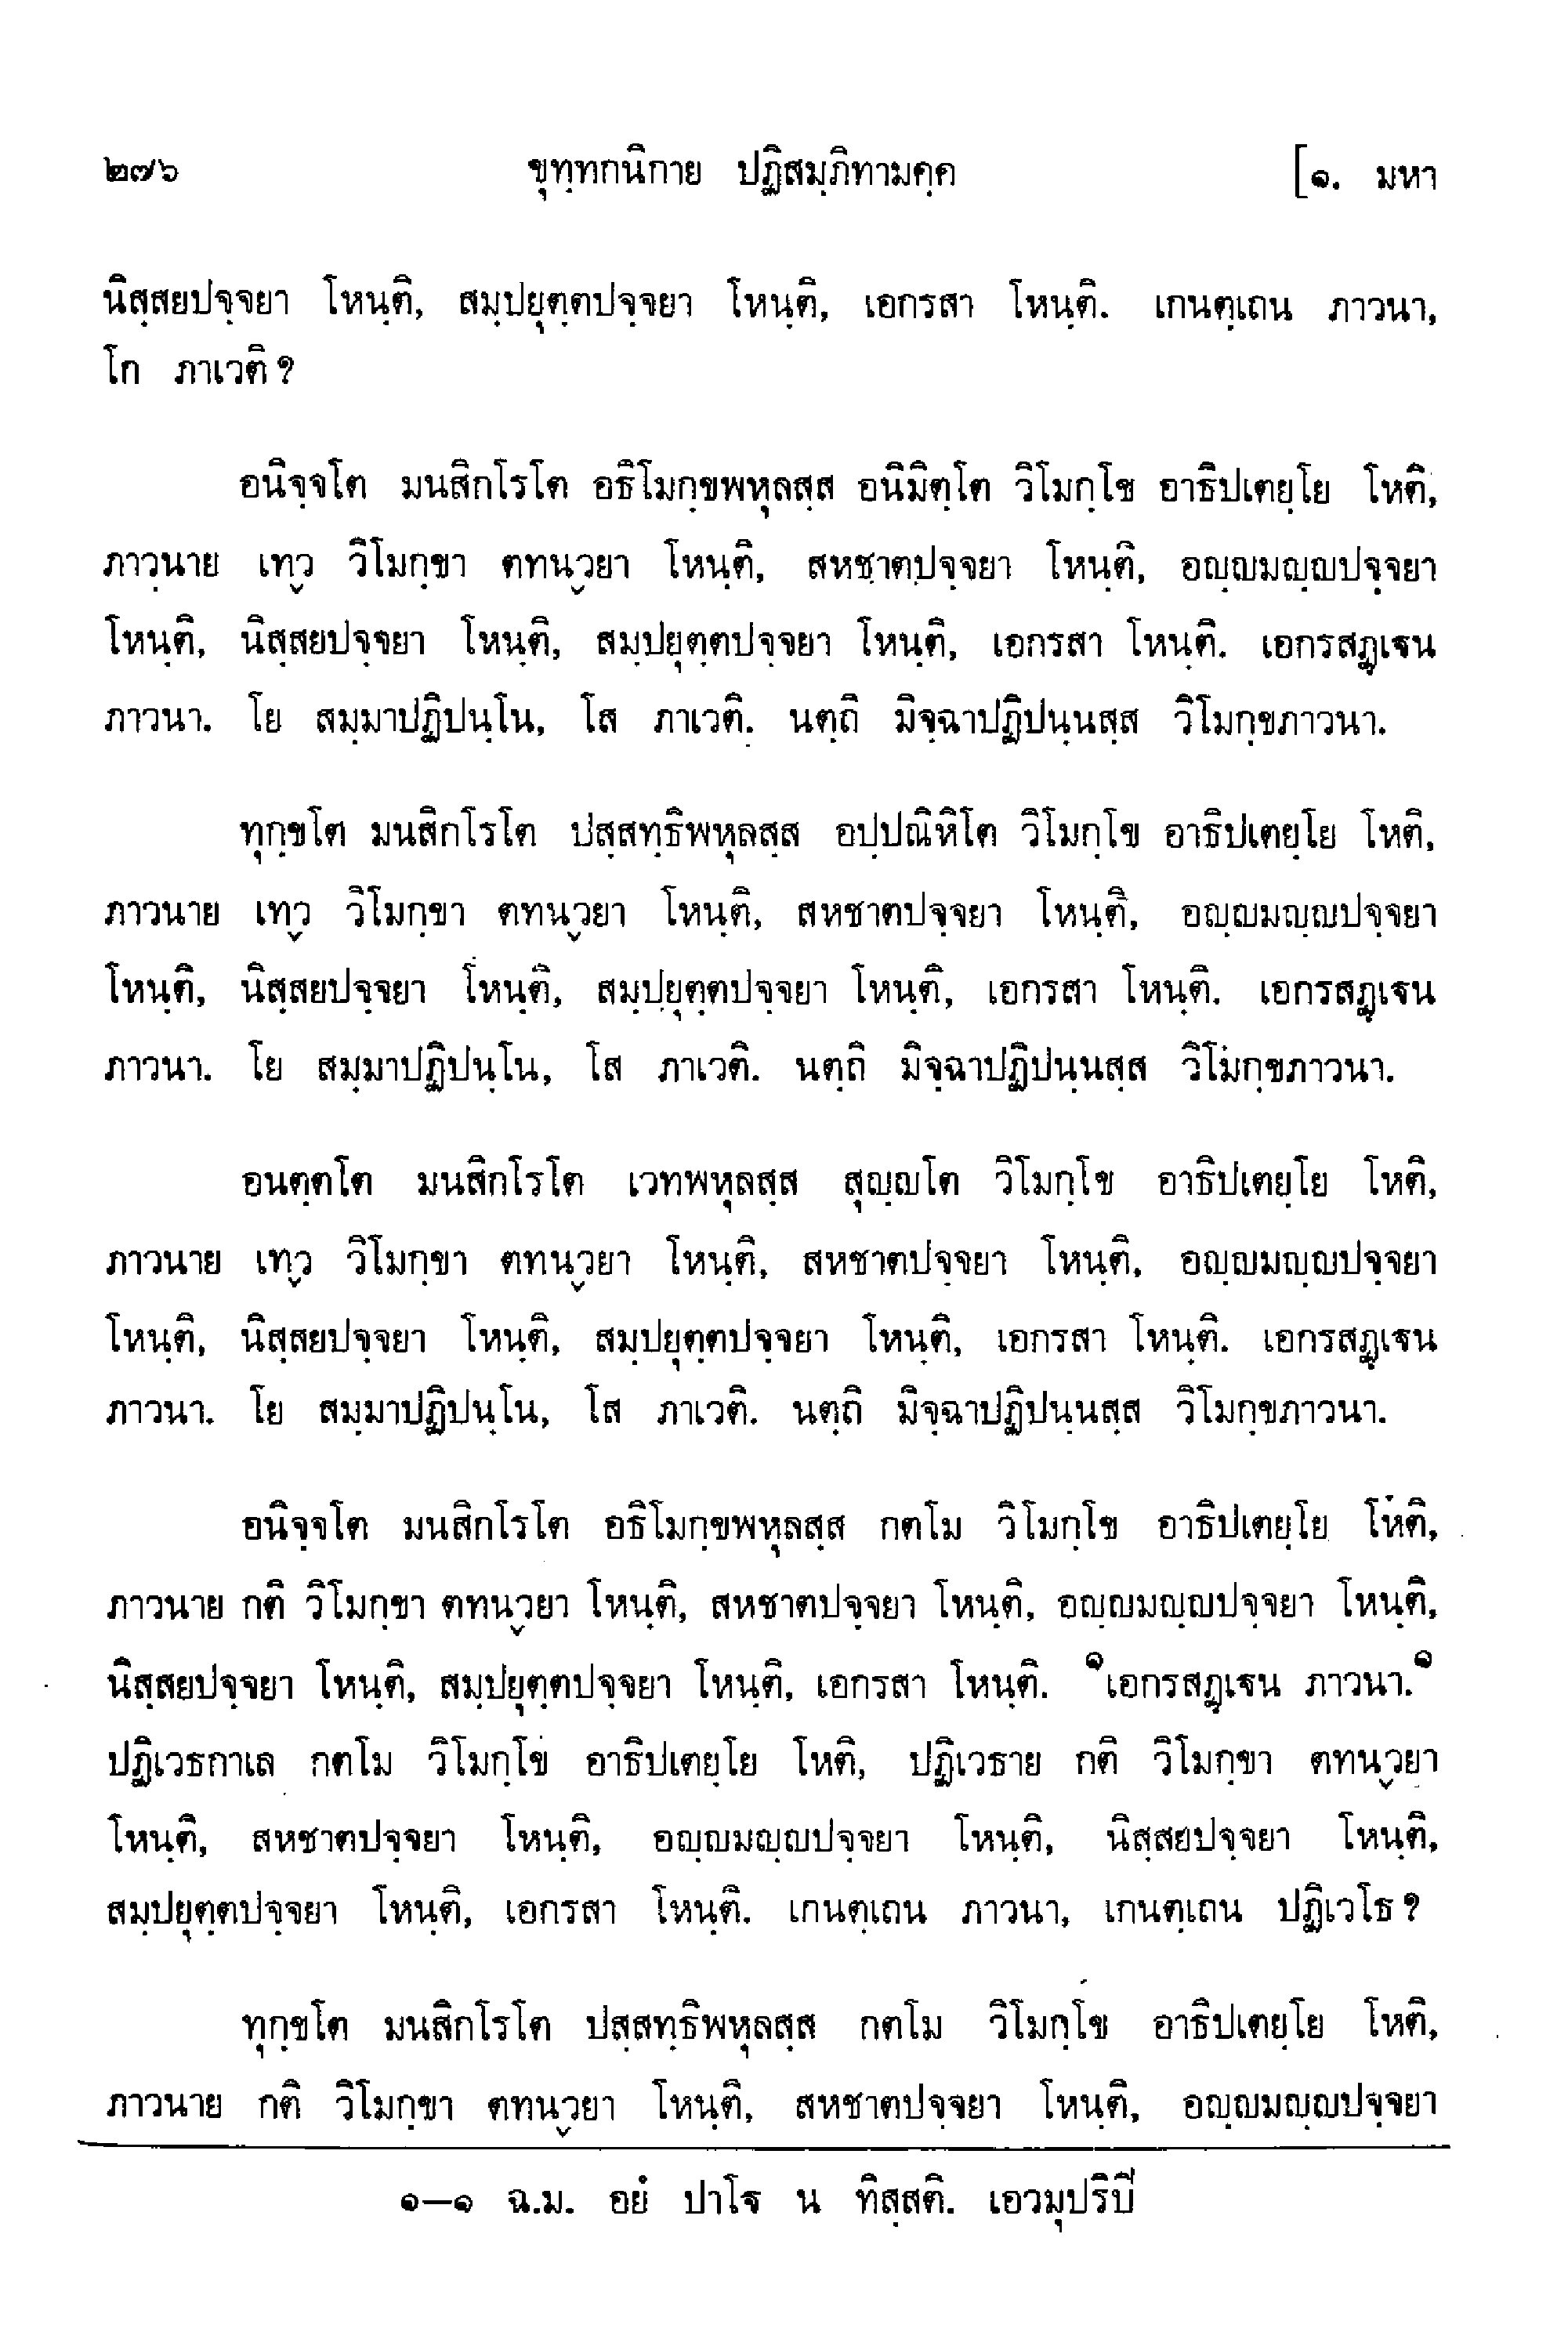 ๒๗๖ ขุทฺทกนิกาย ปฏิสมฺภิทามคฺค [๑. มหา
นิสฺสยปจฺจยา โหนฺติ, สมฺปยุตฺตปจฺจยา โหนฺติ, เอกรสา โหนฺติ. เกนตฺเถน ภาวนา,
โก ภาเวติ ?
อนิจฺจโต มนสิกโรโต อธิโมกฺขพหุลสฺส อนิมิตฺโต วิโมกฺโข อาธิปเตยฺโย โหติ,
ภาวนาย เทฺว วิโมกฺขา ตทนฺวยา โหนฺติ, สหชาตปจฺจยา โหนฺติ, อญฺญมญฺญปจฺจยา
โหนฺติ, นิสฺสยปจฺจยา โหนฺติ, สมฺปยุตฺตปจฺจยา โหนฺติ, เอกรสา โหนฺติ. เอกรสฏฺเฐน
ภาวนา. โย สมฺมาปฏิปนฺโน, โส ภาเวติ. นตฺถิ มิจฺฉาปฏิปนฺนสฺส วิโมกฺขภาวนา.
ทุกฺขโต มนสิกโรโต ปสฺสทฺธิพหุลสฺส อปฺปณิหิโต วิโมกฺโข อาธิปเตยฺโย โหติ,
ภาวนาย เทฺว วิโมกฺขา ตทนฺวยา โหนฺติ, สหชาตปจฺจยา โหนฺติ, อญฺญมญฺญปจฺจยา
โหนฺติ, นิสฺสยปจฺจยา โหนฺติ, สมฺปยุตฺตปจฺจยา โหนฺติ, เอกรสา โหนฺติ. เอกรสฏฺเฐน
ภาวนา. โย สมฺมาปฏิปนฺโน, โส ภาเวติ. นตฺถิ มิจฺฉาปฏิปนฺนสฺส วิโมกฺขภาวนา.
อนตฺตโต มนสิกโรโต เวทพหุลสฺส สุญฺญโต วิโมกฺโข อาธิปเตยฺโย โหติ,
ภาวนาย เทฺว วิโมกฺขา ตทนฺวยา โหนฺติ, สหชาตปจฺจยา โหนฺติ, อญฺญมญฺญปจฺจยา
โหนฺติ, นิสฺสยปจฺจยา โหนฺติ, สมฺปยุตฺตปจฺจยา โหนฺติ, เอกรสา โหนฺติ. เอกรสฏฺเฐน
ภาวนา. โย สมฺมาปฏิปนฺโน, โส ภาเวติ. นตฺถิ มิจฺฉาปฏิปนฺนสฺส วิโมกฺขภาวนา.
อนิจฺจโต มนสิกโรโต อธิโมกฺขพหุลสฺส กตโม วิโมกฺโข อาธิปเตยฺโย โหติ,
ภาวนาย กติ วิโมกฺขา ตทนฺวยา โหนฺติ, สหชาตปจฺจยา โหนฺติ, อญฺญมญฺญปจฺจยา โหนฺติ,
นิสฺสยปจฺจยา โหนฺติ, สมฺปยุตฺตปจฺจยา โหนฺติ, เอกรสา โหนฺติ. ๑เอกรสฏฺเฐน ภาวนา.๑
ปฏิเวธกาเล กตโม วิโมกฺโข อาธิปเตยฺโย โหติ, ปฏิเวธาย กติ วิโมกฺขา ตทนฺวยา
โหนฺติ, สหชาตปจฺจยา โหนฺติ, อญฺญมญฺญปจฺจยา โหนฺติ, นิสฺสยปจฺจยา โหนฺติ,
สมฺปยุตฺตปจฺจยา โหนฺติ, เอกรสา โหนฺติ. เกนตฺเถน ภาวนา, เกนตฺเถน ปฏิเวโธ ?
ทุกฺขโต มนสิกโรโต ปสฺสทฺธิพหุลสฺส กตโม วิโมกฺโข อาธิปเตยฺโย โหติ,
ภาวนาย กติ วิโมกฺขา ตทนฺวยา โหนฺติ, สหชาตปจฺจยา โหนฺติ, อญฺญมญฺญปจฺจยา
๑–๑ ฉ.ม. อยํ ปาโฐ น ทิสฺสติ. เอวมุปริปิ